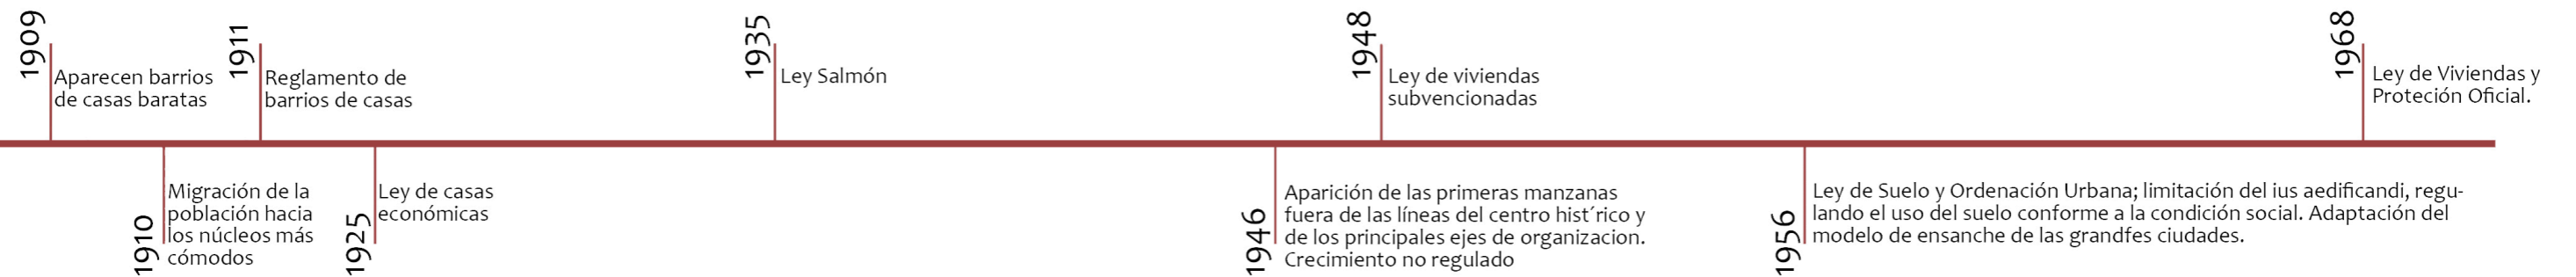 1909
Aparecen barrios
de casas baratas
1910
Migración de la
población hacia
los núcleos más
cómodos
1911
Reglamento de
barrios de casas
1925
Ley de casas
económicas
1935
Ley Salmón
1946
Aparición de las primeras manzanas
fuera de las líneas del centro hist´rico y
de los principales ejes de organizacion.
Crecimiento no regulado
1948
Ley de viviendas
subvencionadas
1956
Ley de Suelo y Ordenación Urbana; limitación del ius aedificandi, regu-
lando el uso del suelo conforme a la condición social. Adaptación del
modelo de ensanche de las grandfes ciudades.
1968
Ley de Viviendas y
Proteción Oficial.